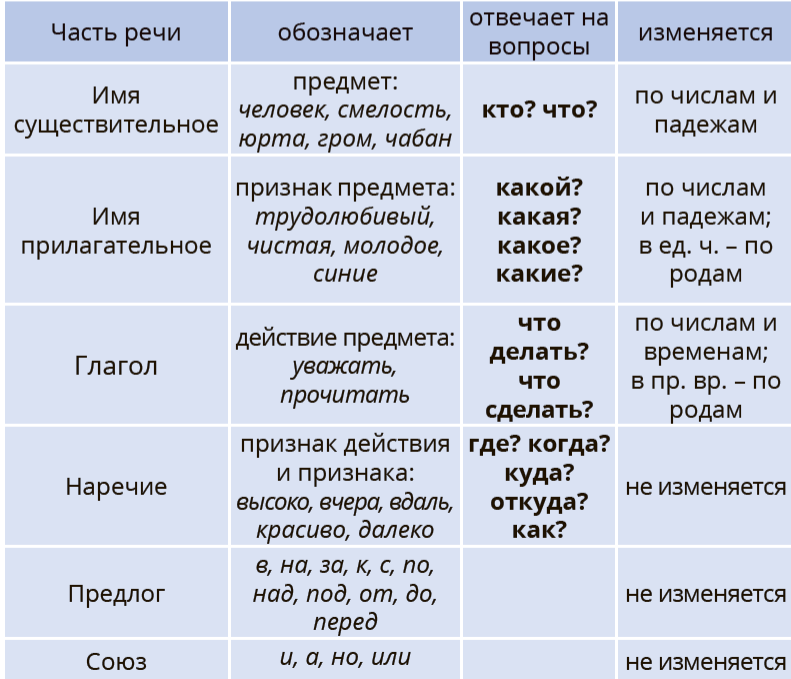 Часть речи
обозначает
отвечает на
вопросы
изменяется
Имя
существительное
предмет:
человек, смелость,
юрта, гром, чабан
кто? что?
по числам и
падежам
Имя
прилагательное
признак предмета:
трудолюбивый,
чистая, молодое,
синие
какой?
какая?
какое?
какие?
по числам
и падежам;
в ед. ч. – по
родам
Глагол
действие предмета:
уважать,
прочитать
что
делать?
что
сделать?
по числам и
временам;
в пр. вр. – по
родам
Наречие
признак действия
и признака:
высоко, вчера, вдаль,
красиво, далеко
где? когда?
куда?
откуда?
как?
не изменяется
Предлог
в, на, за, к, с, по,
над, под, от, до,
перед
не изменяется
Союз
и, а, но, или
не изменяется